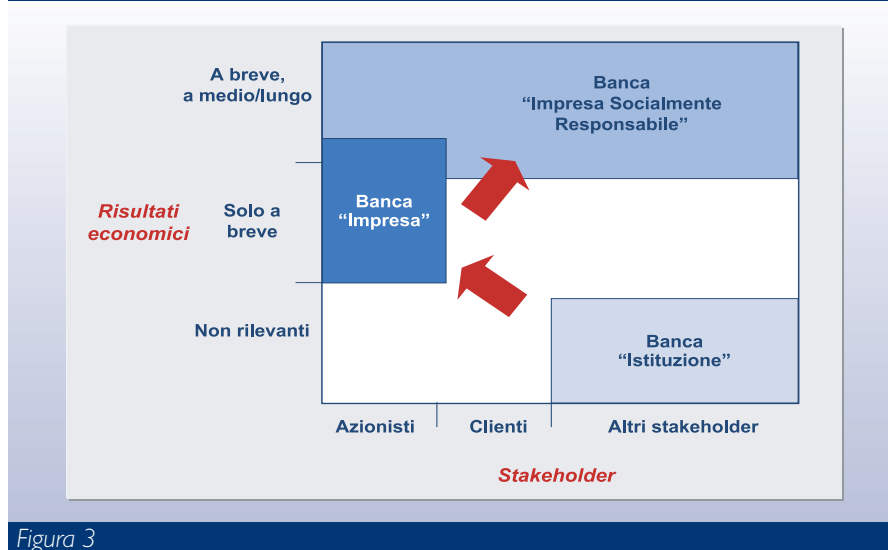 A breve,
a medio/lungo
Banca
“Impresa Socialmente
Responsabile”
Risultati
economici
Solo a
breve
Banca
“Impresa”
Non rilevanti
Banca
“Istituzione”
Azionisti
Clienti
Altri stakeholder
Stakeholder
Figura 3